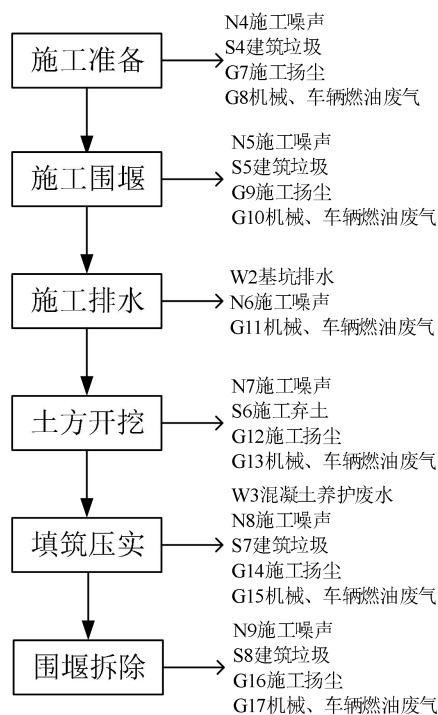 施工准备
N4施工噪声
S4建筑垃圾
G7施工扬尘
G8机械、车辆燃油废气
施工围堰
N5施工噪声
S5建筑垃圾
G9施工扬尘
G10机械、车辆燃油废气
施工排水
W2基坑排水
N6施工噪声
G11机械、车辆燃油废气
土方开挖
N7施工噪声
S6施工弃土
G12施工扬尘
G13机械、车辆燃油废气
填筑压实
W3混凝土养护废水
N8施工噪声
S7建筑垃圾
G14施工扬尘
G15机械、车辆燃油废气
围堰拆除
N9施工噪声
S8建筑垃圾
G16施工扬尘
G17机械、车辆燃油废气